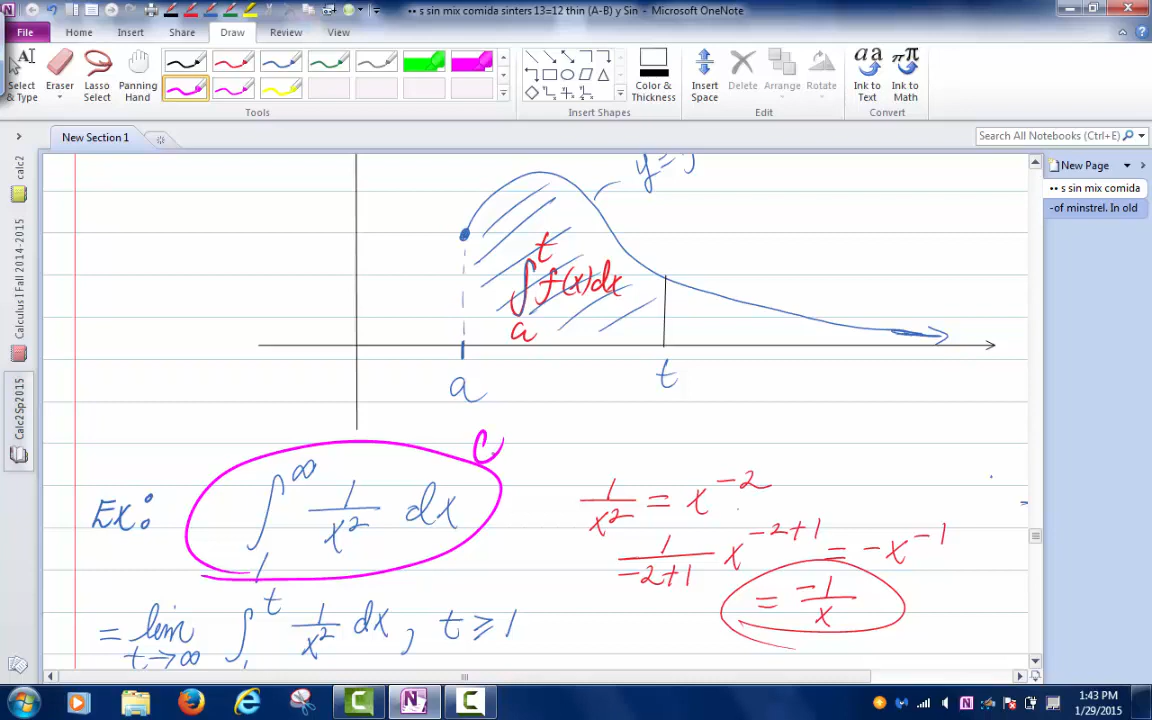 s sin mix comida sinters 13=12 thin (A-B) y Sin - Microsoft OneNote
File Home Insert Share Draw Review View
Select & Type
Eraser
Lasso Select
Panning Hand
Color & Thickness
Insert Space
Delete
Arrange
Rotate
Ink to Text
Ink to Math
Tools
Insert Shapes
Edit
Convert
New Section 1
Search All Notebooks (Ctrl+E)
calc2
Calculus I Fall 2014-2015
Calc2Sp2015
New Page
•• s sin mix comida
-of minstrel. In old
y=
∫_a^t f(x)dx
a
t
C
Ex: ∫_1^∞ 1/x² dx
= lim_{t→∞} ∫^t 1/x² dx, t ≥ 1
1/x² = x^{-2}
1/(-2+1) x^{-2+1} = -x^{-1}
= -1/x
1:43 PM
1/29/2015